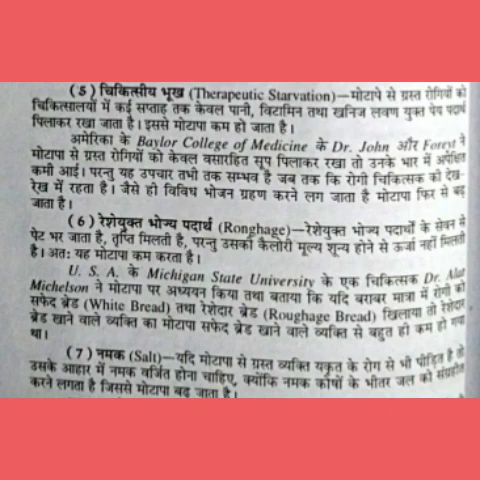 (5) चिकित्सीय भूख (Therapeutic Starvation)—मोटापे से ग्रस्त रोगियों को
चिकित्सालयों में कई सप्ताह तक केवल पानी, विटामिन तथा खनिज लवण युक्त पेय पदार्थ
पिलाकर रखा जाता है। इससे मोटापा कम हो जाता है।
अमेरिका के Baylor College of Medicine के Dr. John और Foreyt ने
मोटापा से ग्रस्त रोगियों को केवल वसारहित सूप पिलाकर रखा तो उनके भार में अपेक्षित
कमी आई। परन्तु यह उपचार तभी तक सम्भव है जब तक कि रोगी चिकित्सक की देख-
रेख में रहता है। जैसे ही विविध भोजन ग्रहण करने लग जाता है मोटापा फिर से बढ़
जाता है।
(6) रेशेयुक्त भोज्य पदार्थ (Ronghage)—रेशेयुक्त भोज्य पदार्थों के सेवन से
पेट भर जाता है, तृप्ति मिलती है, परन्तु उसका कैलोरी मूल्य शून्य होने से ऊर्जा नहीं मिलती
है। अतः यह मोटापा कम करता है।
U. S. A. के Michigan State University के एक चिकित्सक Dr. Alan
Michelson ने मोटापा पर अध्ययन किया तथा बताया कि यदि बराबर मात्रा में रोगी को
सफेद ब्रेड (White Bread) तथा रेशेदार ब्रेड (Roughage Bread) खिलाया तो रेशेदार
ब्रेड खाने वाले व्यक्ति का मोटापा सफेद ब्रेड खाने वाले व्यक्ति से बहुत ही कम हो गया
था।
(7) नमक (Salt)—यदि मोटापा से ग्रस्त व्यक्ति यकृत के रोग से भी पीड़ित है तो
उसके आहार में नमक वर्जित होना चाहिए, क्योंकि नमक कोषों के भीतर जल को संग्रहीत
करने लगता है जिससे मोटापा बढ़ जाता है।